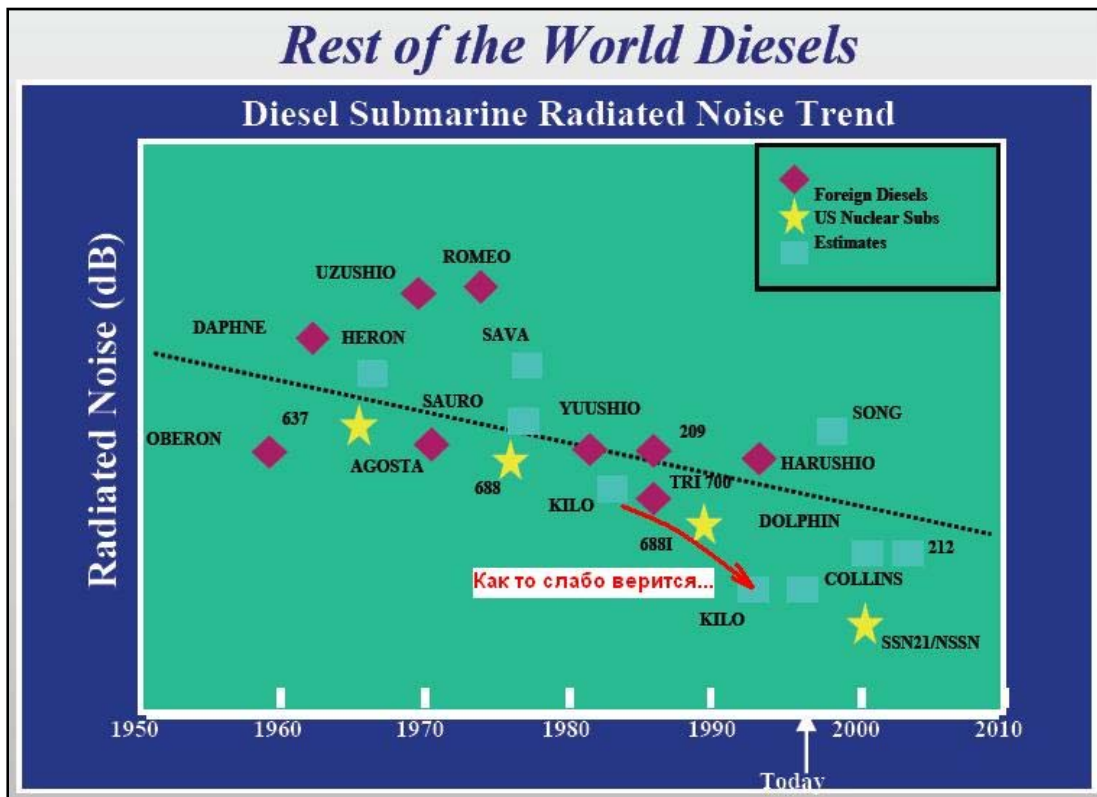 Rest of the World Diesels
Diesel Submarine Radiated Noise Trend
Radiated Noise (dB)
Foreign Diesels
US Nuclear Subs
Estimates
ROMEO
UZUSHIO
DAPHNE
HERON
SAVA
SAURO
YUUSHIO
SONG
637
209
OBERON
AGOSTA
HARUSHIO
688
TRI 700
KILO
DOLPHIN
688I
212
Как то слабо верится...
COLLINS
KILO
SSN21/NSSN
1950 1960 1970 1980 1990 2000 2010
Today